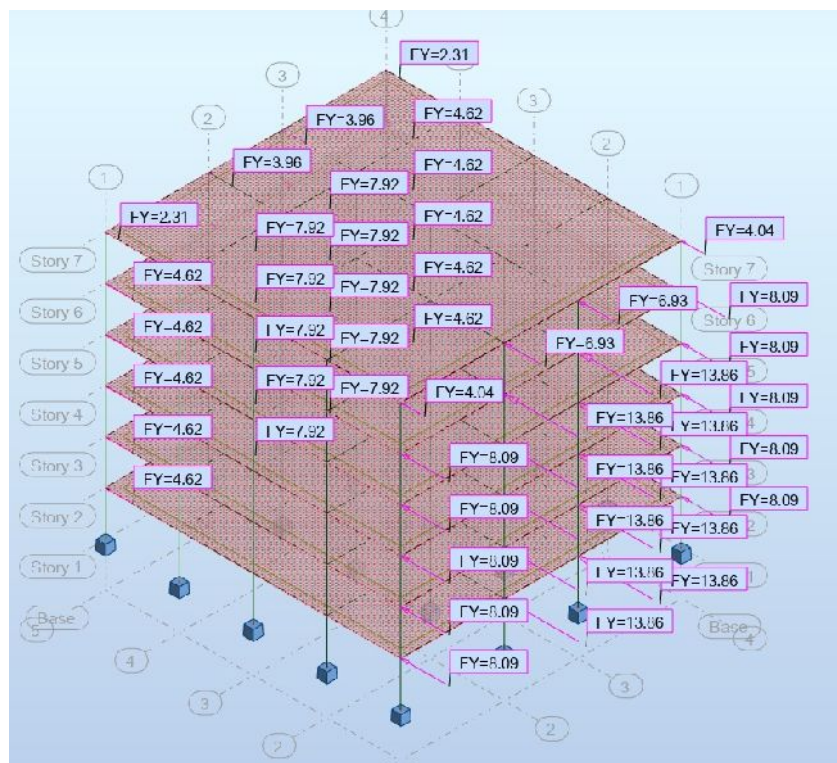 4
FY=2.31
3
3
FY=3.96
FY=4.62
2
2
FY=3.96
FY=4.62
1
FY=7.92
1
FY=2.31
FY=7.92
FY=7.92
FY=4.62
FY=4.04
Story 7
Story 7
FY=4.62
FY=7.92
FY=7.92
FY=4.62
FY=6.93
FY=8.09
Story 6
Story 6
FY=4.62
FY=7.92
FY=7.92
FY=4.62
FY=6.93
FY=8.09
Story 5
FY=13.86
FY=4.62
FY=7.92
FY=7.92
FY=4.04
FY=8.09
Story 4
FY=13.86
FY=13.86
FY=8.09
FY=4.62
FY=7.92
Story 3
FY=8.09
FY=13.86
FY=13.86
FY=4.62
FY=8.09
Story 2
FY=8.09
FY=13.86
FY=13.86
Story 1
FY=8.09
FY=13.86
FY=13.86
Base
FY=8.09
FY=13.86
Base
5
4
4
FY=8.09
3
3
2
2